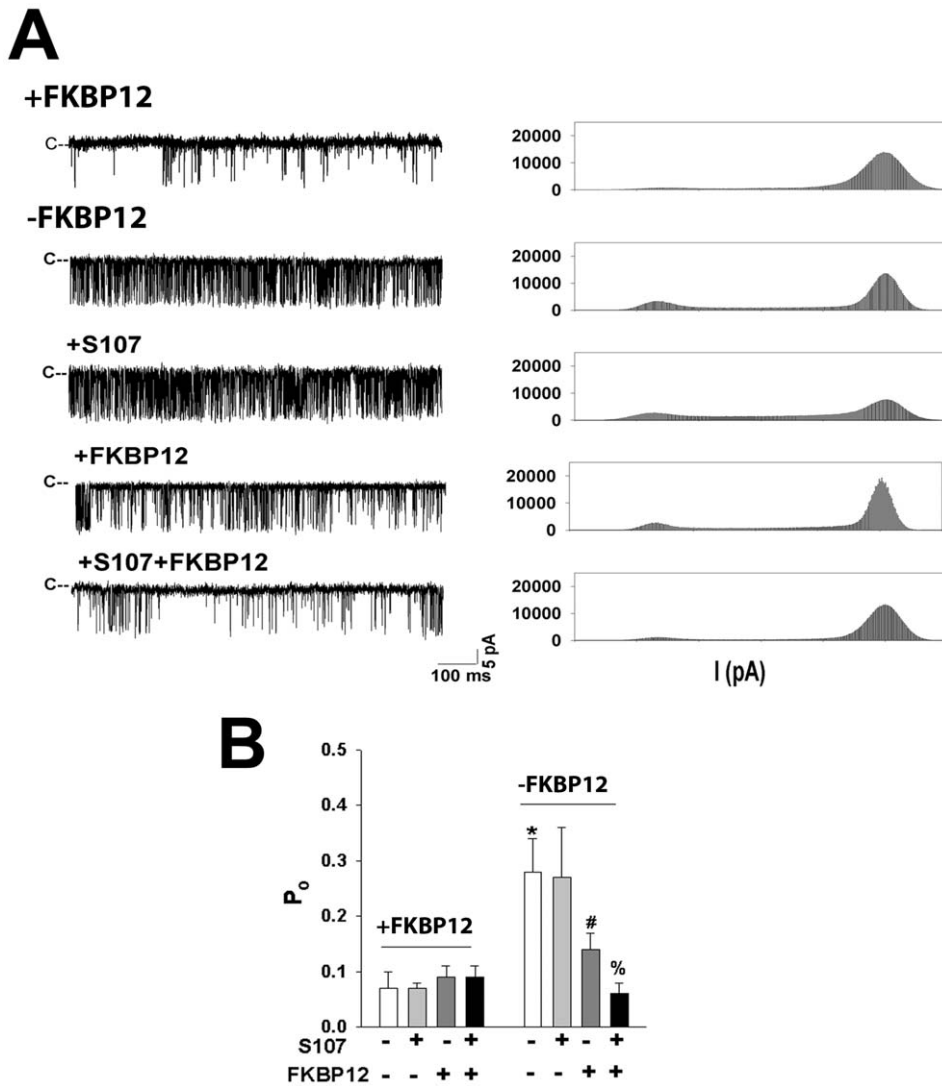 A
+FKBP12
C--
20000
10000
0
-FKBP12
C--
20000
10000
0
+S107
C--
20000
10000
0
+FKBP12
C--
20000
10000
0
+S107+FKBP12
C--
20000
10000
0
5 pA
100 ms
I (pA)
B
0.5
0.4
0.3
0.2
0.1
0.0
Po
+FKBP12
-FKBP12
*
#
%
S107 - + - + - + - +
FKBP12 - - + + - - + +